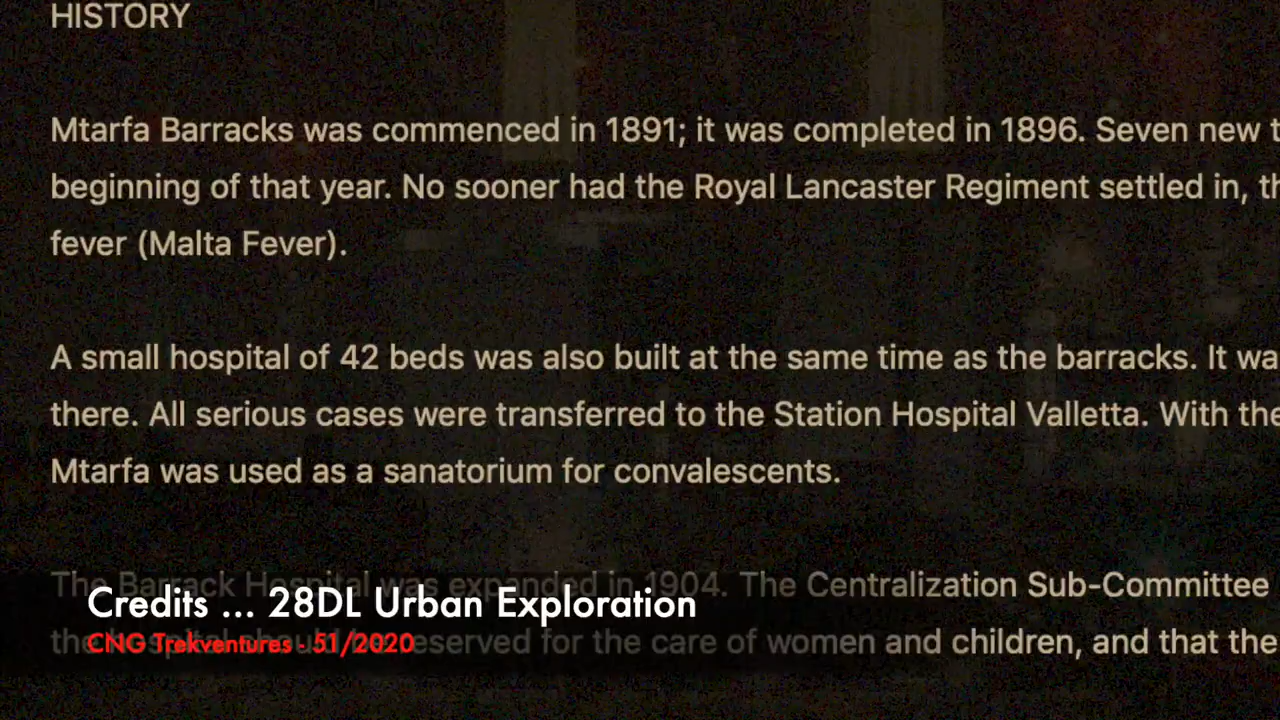 HISTORY
Mtarfa Barracks was commenced in 1891; it was completed in 1896. Seven new
beginning of that year. No sooner had the Royal Lancaster Regiment settled in,
fever (Malta Fever).
A small hospital of 42 beds was also built at the same time as the barracks. It
there. All serious cases were transferred to the Station Hospital Valletta. With the
Mtarfa was used as a sanatorium for convalescents.
The Barrack Hospital was expanded in 1904. The Centralization Sub-Committee
Credits ... 28DL Urban Exploration
the for the care of women and children, and that the
CNG Trekventures - 51/2020